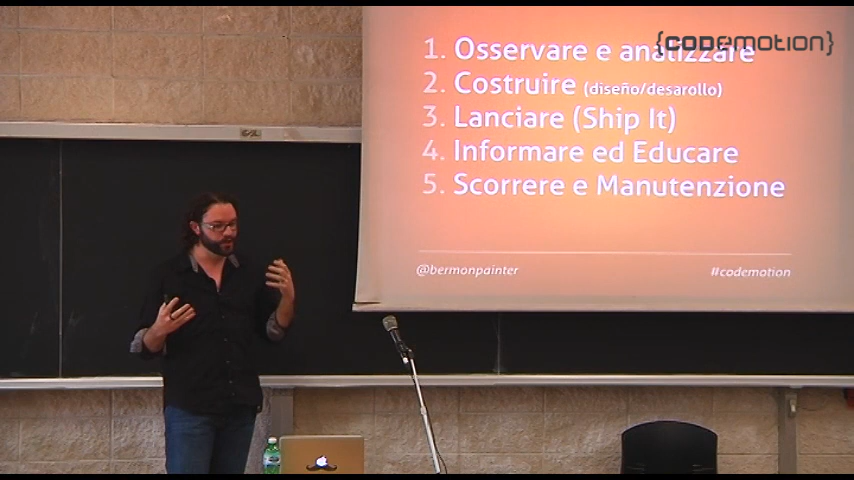 {CODEMOTION}
1. Osservare e analizzare
2. Costruire (diseño/desarollo)
3. Lanciare (Ship It)
4. Informare ed Educare
5. Scorrere e Manutenzione
@bermonpainter
#codemotion